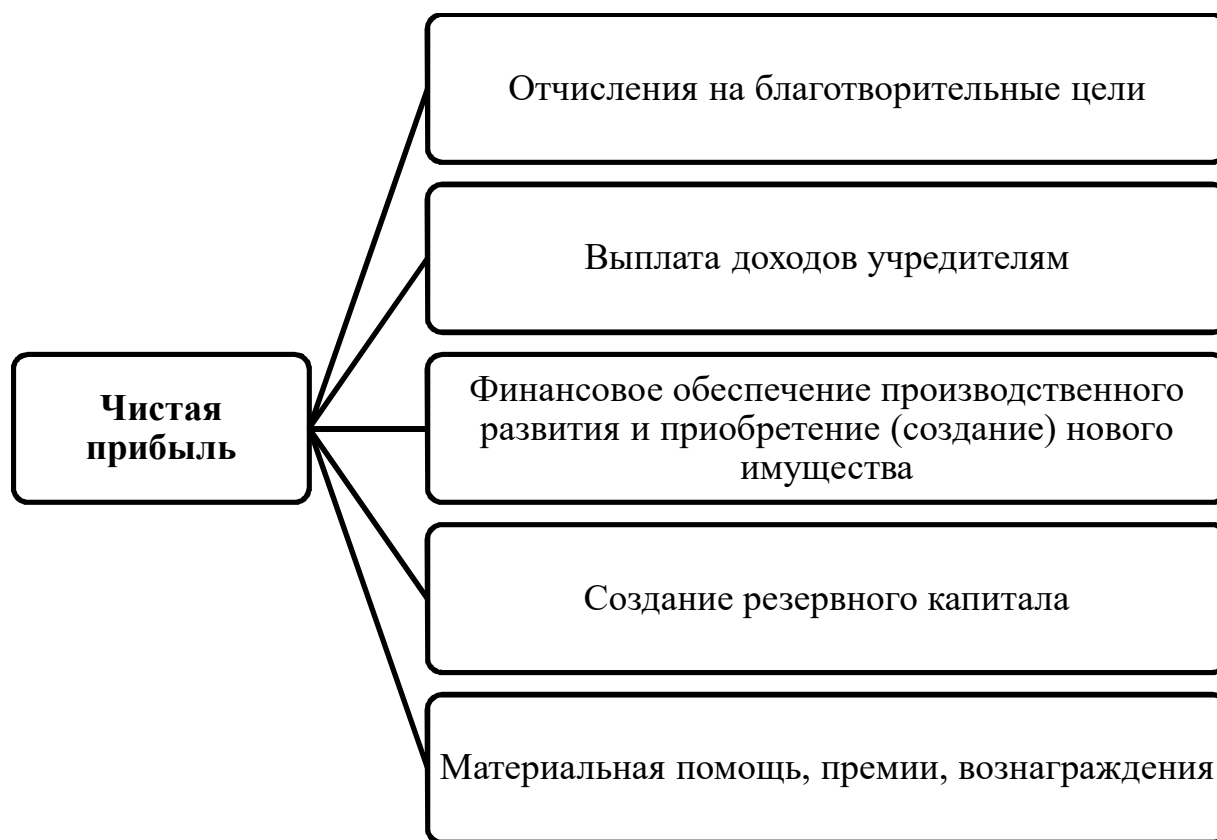 Отчисления на благотворительные цели
Выплата доходов учредителям
Чистая
прибыль
Финансовое обеспечение производственного
развития и приобретение (создание) нового
имущества
Создание резервного капитала
Материальная помощь, премии, вознаграждения